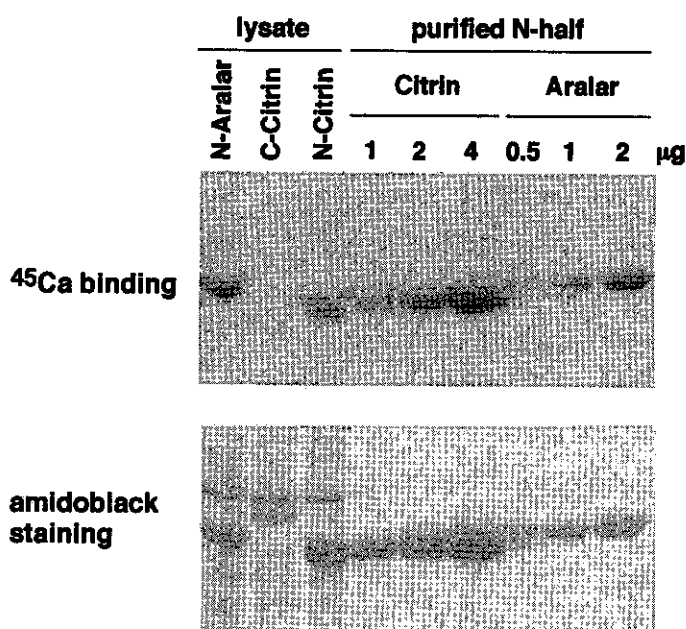 lysate purified N-half
N-Aralar C-Citrin N-Citrin Citrin Aralar
1 2 4 0.5 1 2 μg
45Ca binding
amidoblack
staining